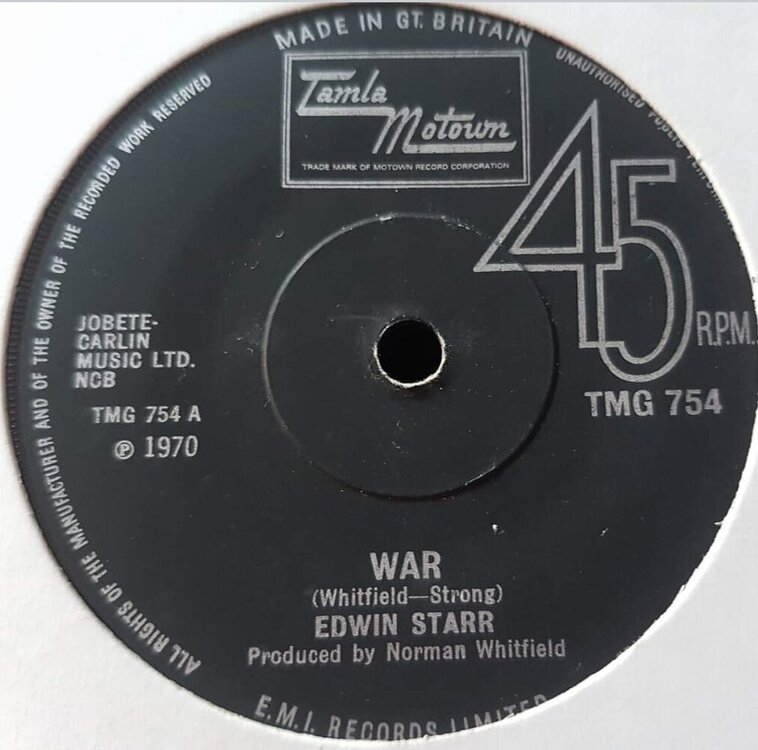 MADE IN GT. BRITAIN
UNAUTHORISED PUBLIC
Tamla
Motown
TRADE MARK OF MOTOWN RECORD CORPORATION
45
R.P.M.
TMG 754
JOBETE-
CARLIN
MUSIC LTD.
NCB
TMG 754 A
℗ 1970
WAR
(Whitfield—Strong)
EDWIN STARR
Produced by Norman Whitfield
E.M.I. RECORDS LIMITED
ALL RIGHTS OF THE MANUFACTURER AND OF THE OWNER OF THE RECORDED WORK RESERVED